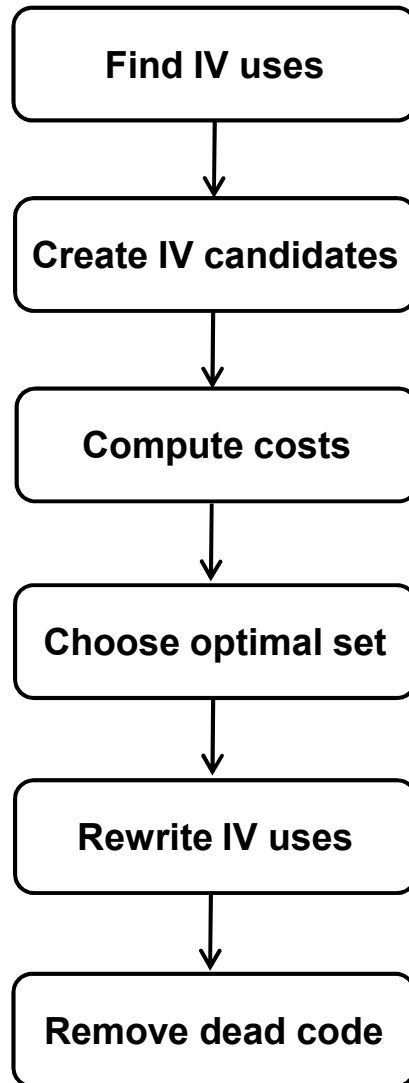 Find IV uses
Create IV candidates
Compute costs
Choose optimal set
Rewrite IV uses
Remove dead code